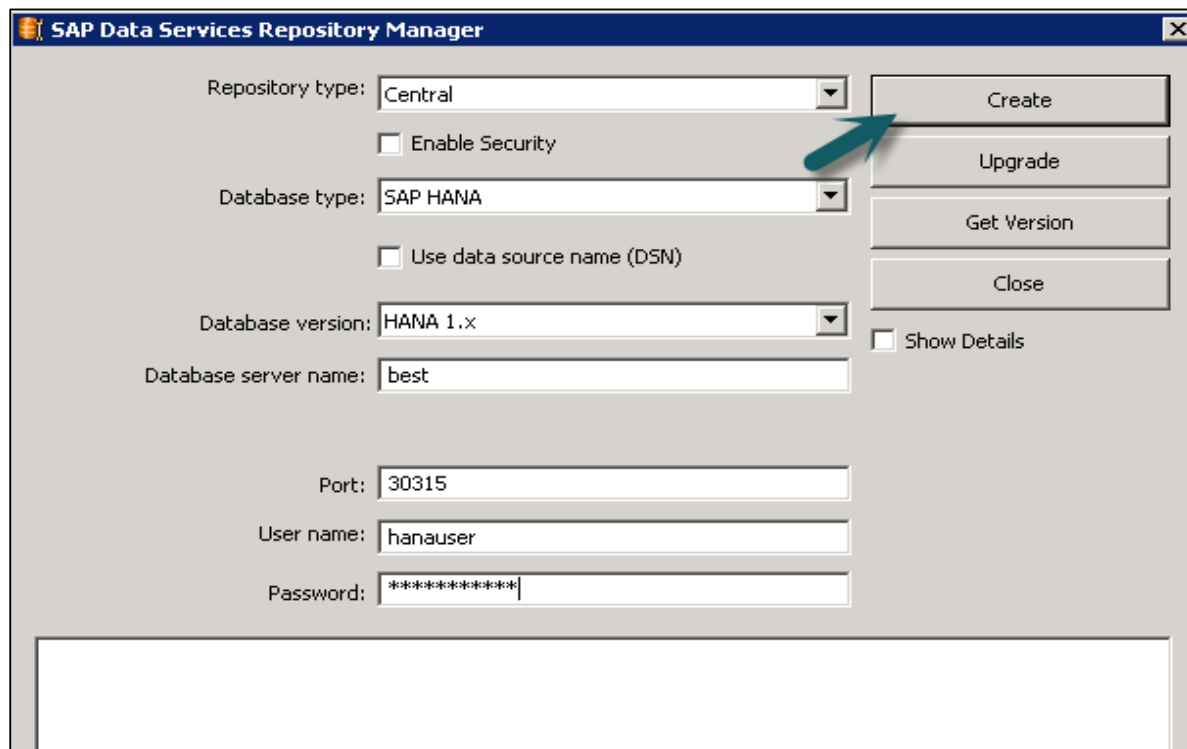 SAP Data Services Repository Manager
Repository type: Central
Create
Enable Security
Upgrade
Database type: SAP HANA
Get Version
Use data source name (DSN)
Close
Database version: HANA 1.x
Show Details
Database server name: best
Port: 30315
User name: hanauser
Password: ***********